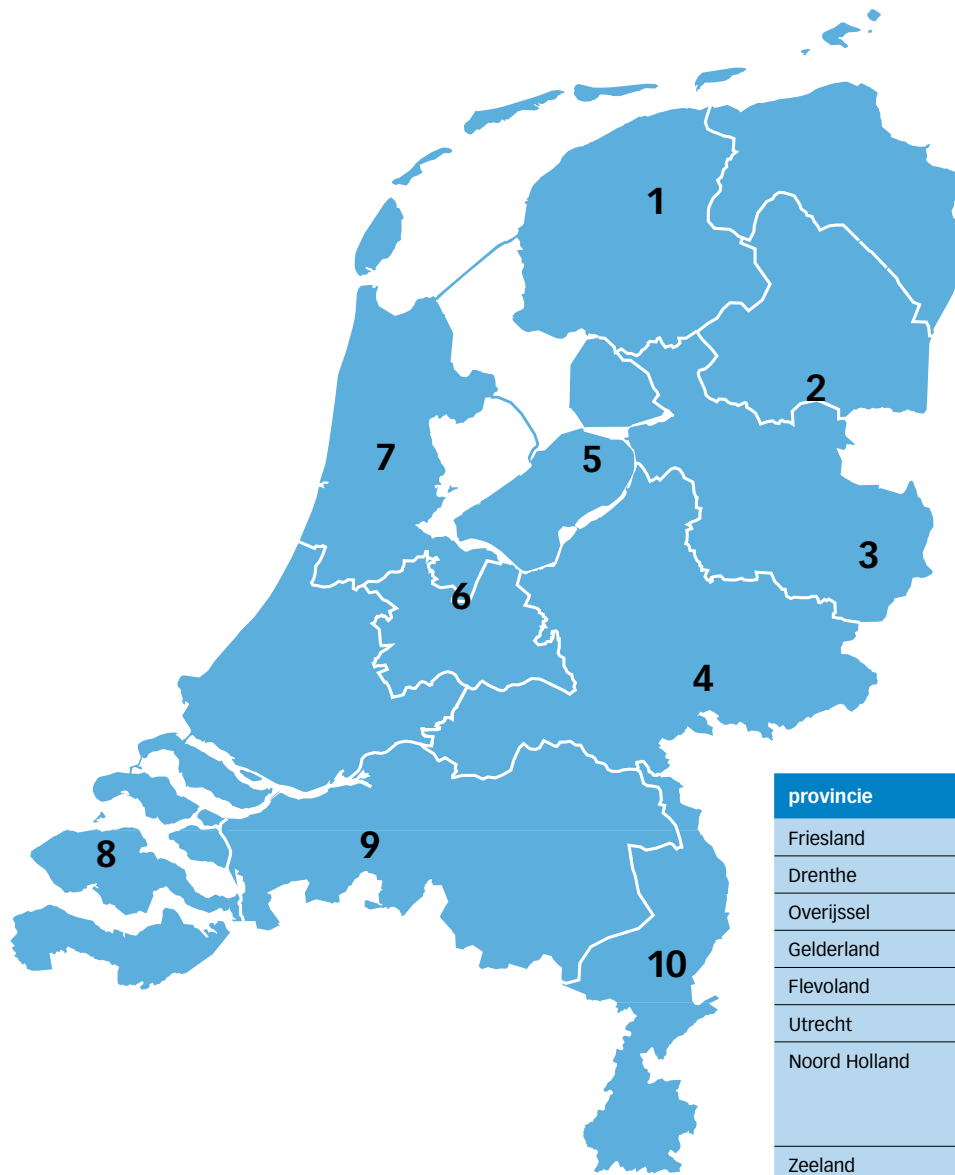 1
2
7
5
3
6
4
8
9
10
provincie
Friesland
Drenthe
Overijssel
Gelderland
Flevoland
Utrecht
Noord Holland
Zeeland